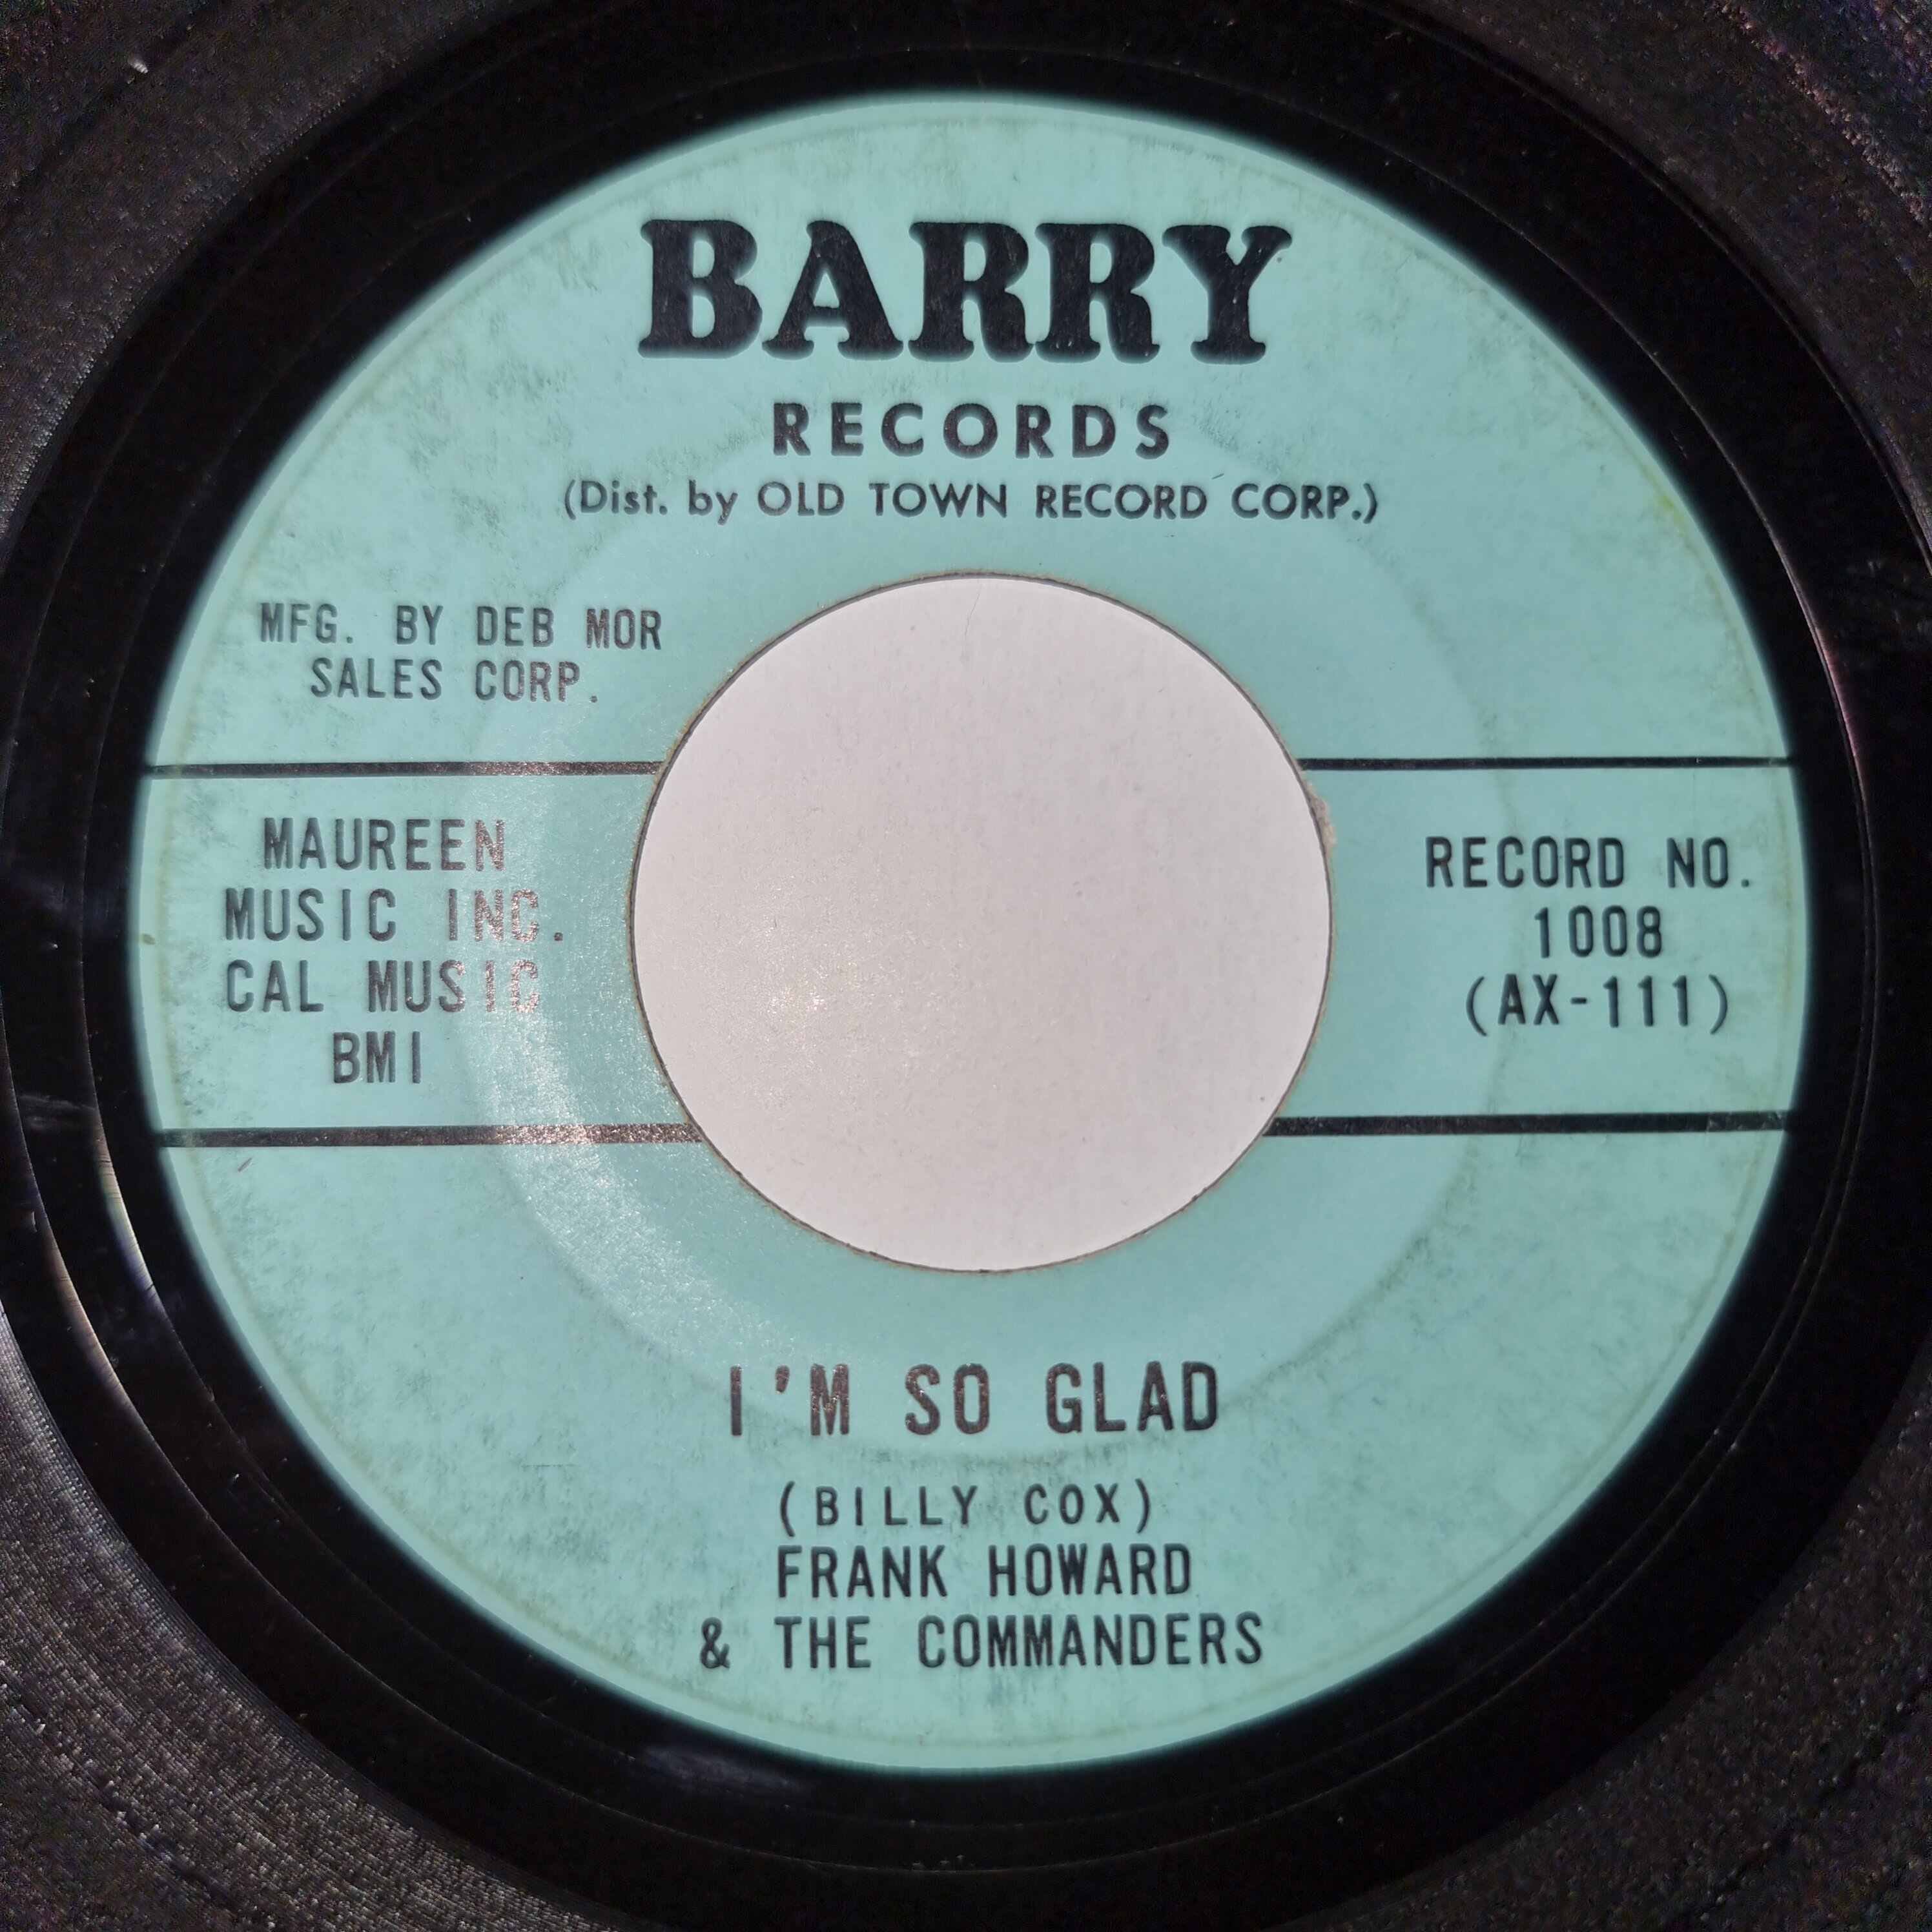 BARRY
RECORDS
(Dist. by OLD TOWN RECORD CORP.)
MFG. BY DEB MOR
SALES CORP.
MAUREEN
MUSIC INC.
CAL MUSIC
BMI
RECORD NO.
1008
(AX-111)
I'M SO GLAD
(BILLY COX)
FRANK HOWARD
& THE COMMANDERS